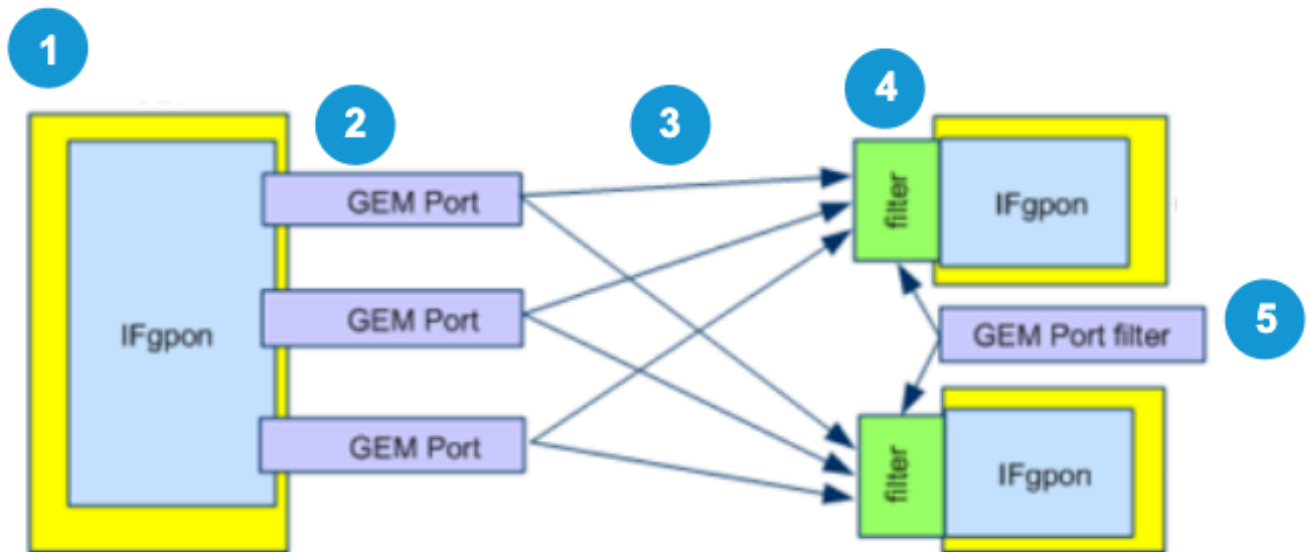 1
2
3
4
GEM Port
filter
IFgpon
IFgpon
GEM Port
GEM Port filter
5
GEM Port
filter
IFgpon